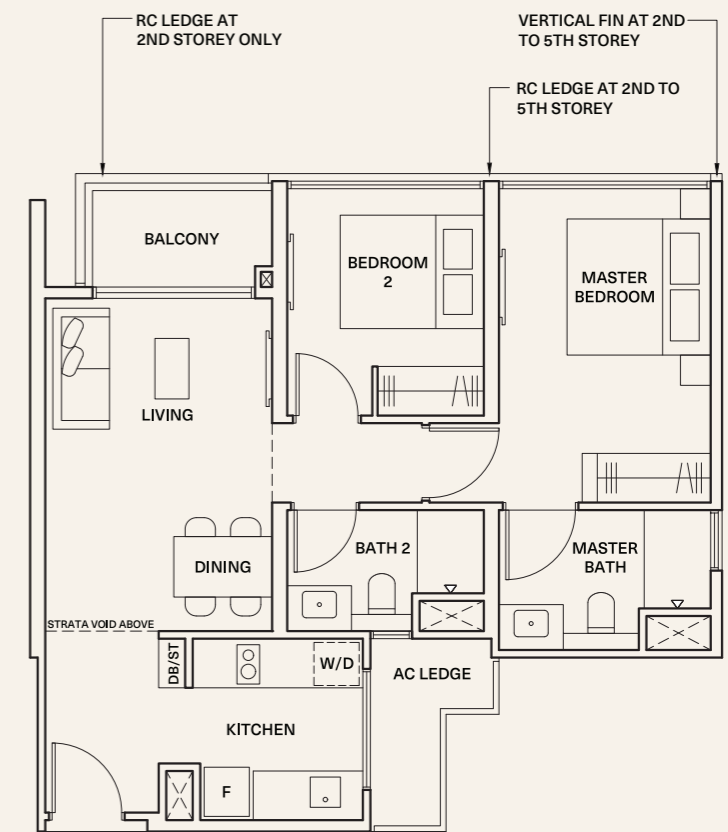 RC LEDGE AT
2ND STOREY ONLY
VERTICAL FIN AT 2ND
TO 5TH STOREY
RC LEDGE AT 2ND TO
5TH STOREY
BALCONY
BEDROOM
2
MASTER
BEDROOM
LIVING
DINING
BATH 2
MASTER
BATH
STRATA VOID ABOVE
DB/ST
W/D
AC LEDGE
KITCHEN
F